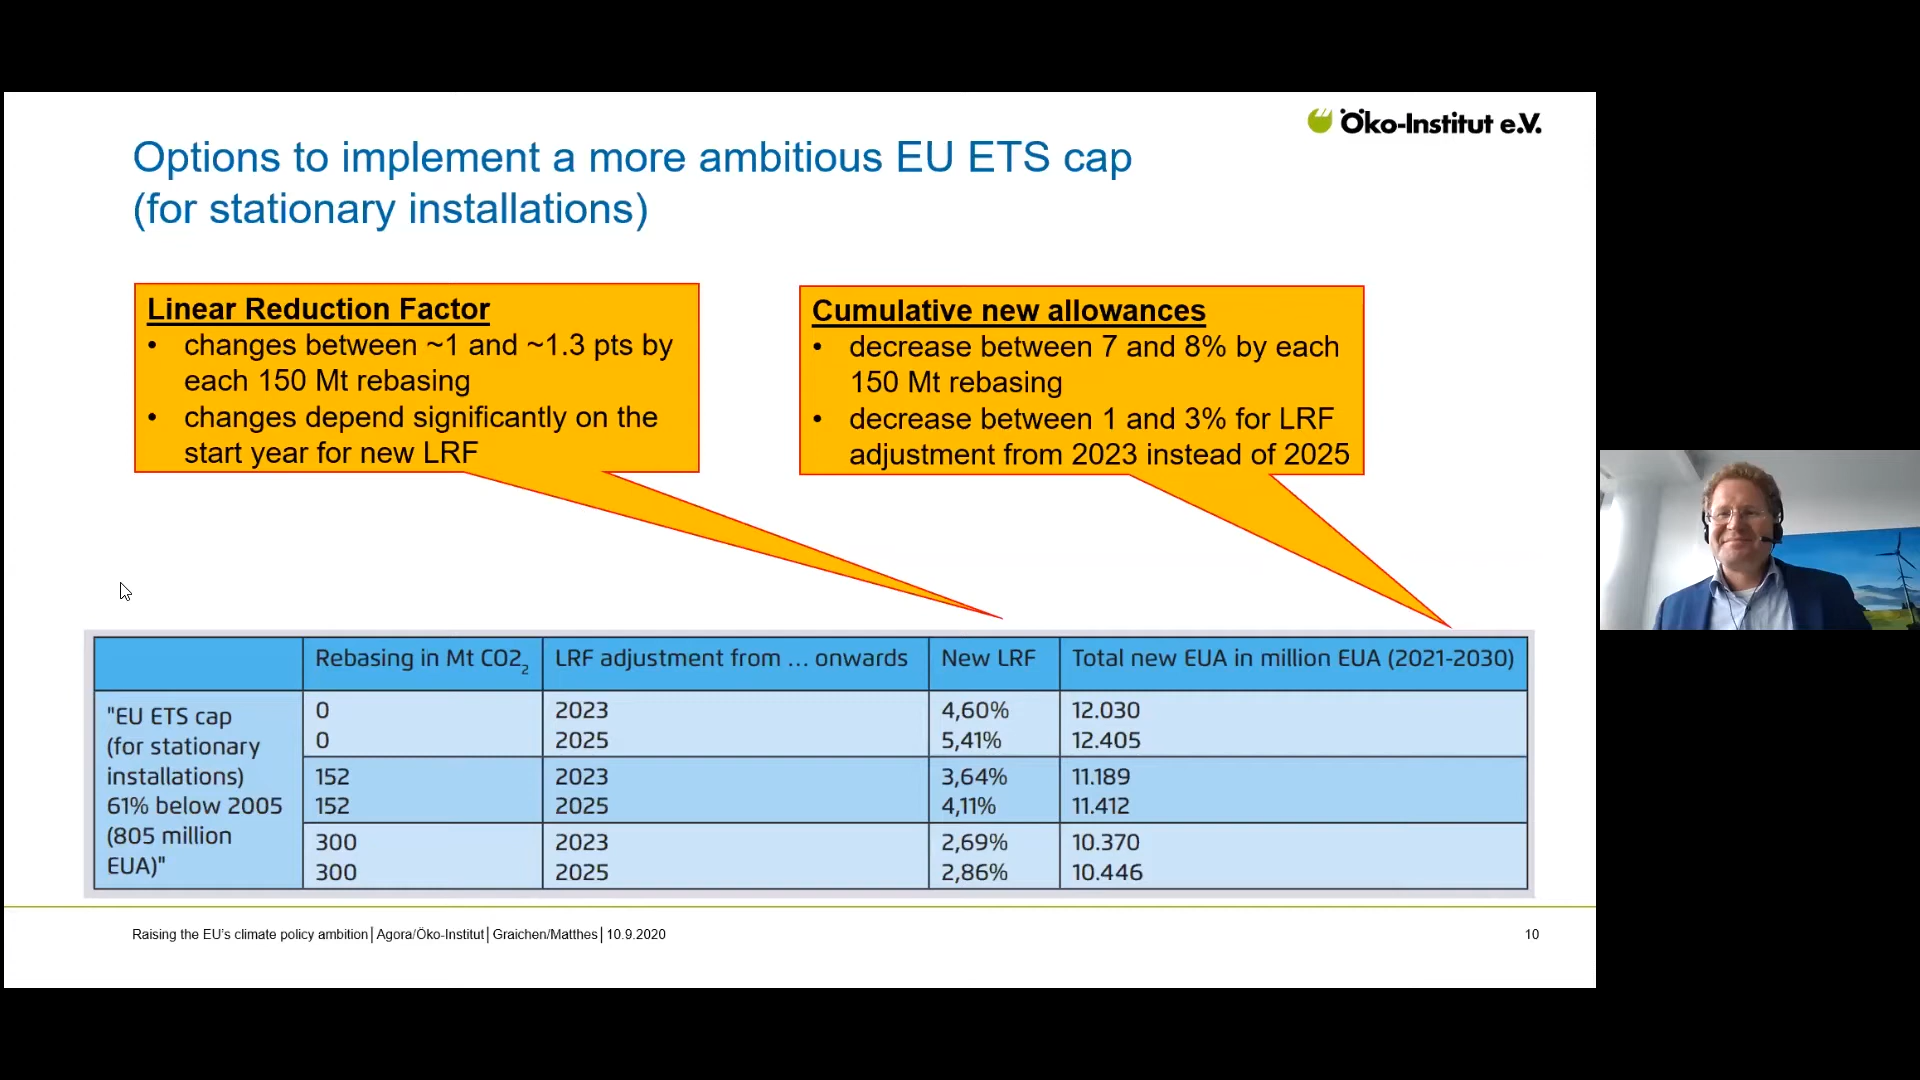 Öko-Institut e.V.
Options to implement a more ambitious EU ETS cap
(for stationary installations)
Linear Reduction Factor
• changes between ~1 and ~1.3 pts by
each 150 Mt rebasing
• changes depend significantly on the
start year for new LRF
Cumulative new allowances
• decrease between 7 and 8% by each
150 Mt rebasing
• decrease between 1 and 3% for LRF
adjustment from 2023 instead of 2025
Rebasing in Mt CO2₂ LRF adjustment from ... onwards New LRF Total new EUA in million EUA (2021-2030)
"EU ETS cap
(for stationary
installations)
61% below 2005
(805 million
EUA)"
0 2023 4,60% 12.030
0 2025 5,41% 12.405
152 2023 3,64% 11.189
152 2025 4,11% 11.412
300 2023 2,69% 10.370
300 2025 2,86% 10.446
Raising the EU's climate policy ambition│Agora/Öko-Institut│Graichen/Matthes│10.9.2020
10